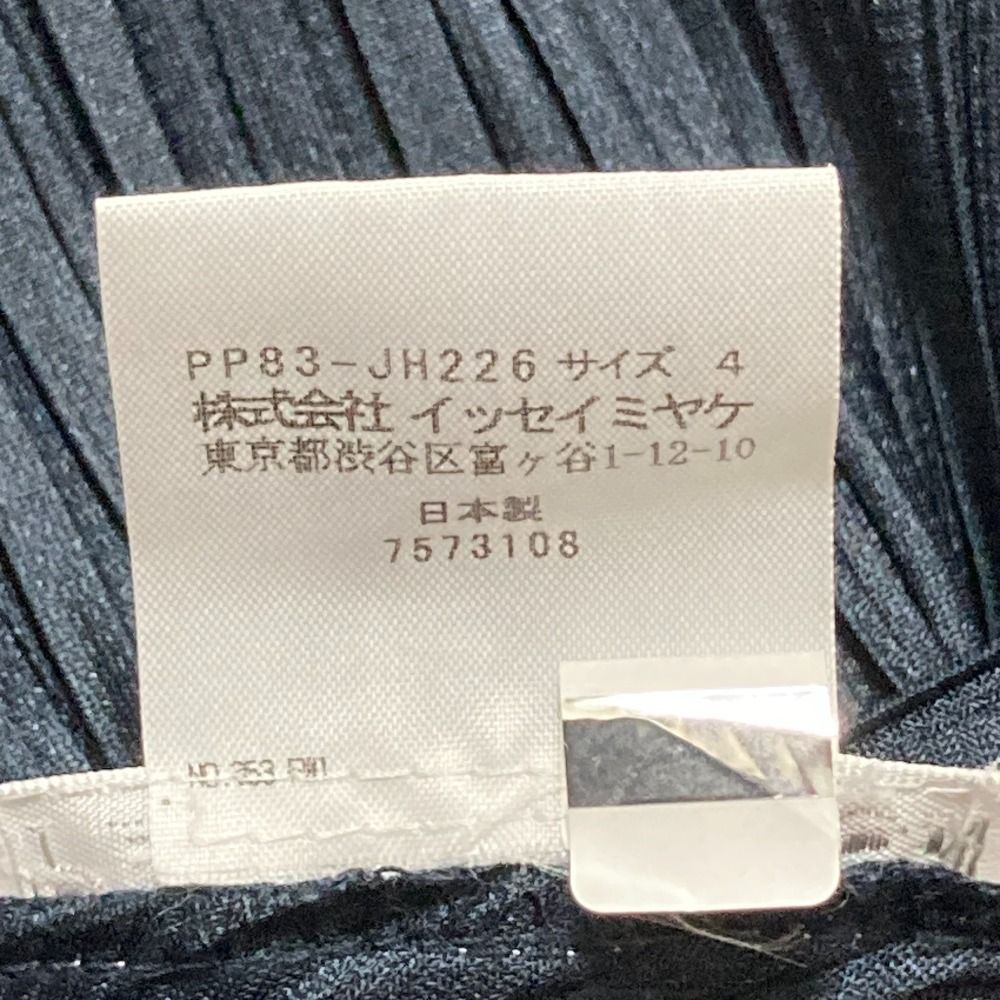 PP83-JH226 サイズ 4
株式会社 イッセイミヤケ
東京都渋谷区富ヶ谷1-12-10
日本製
7573108